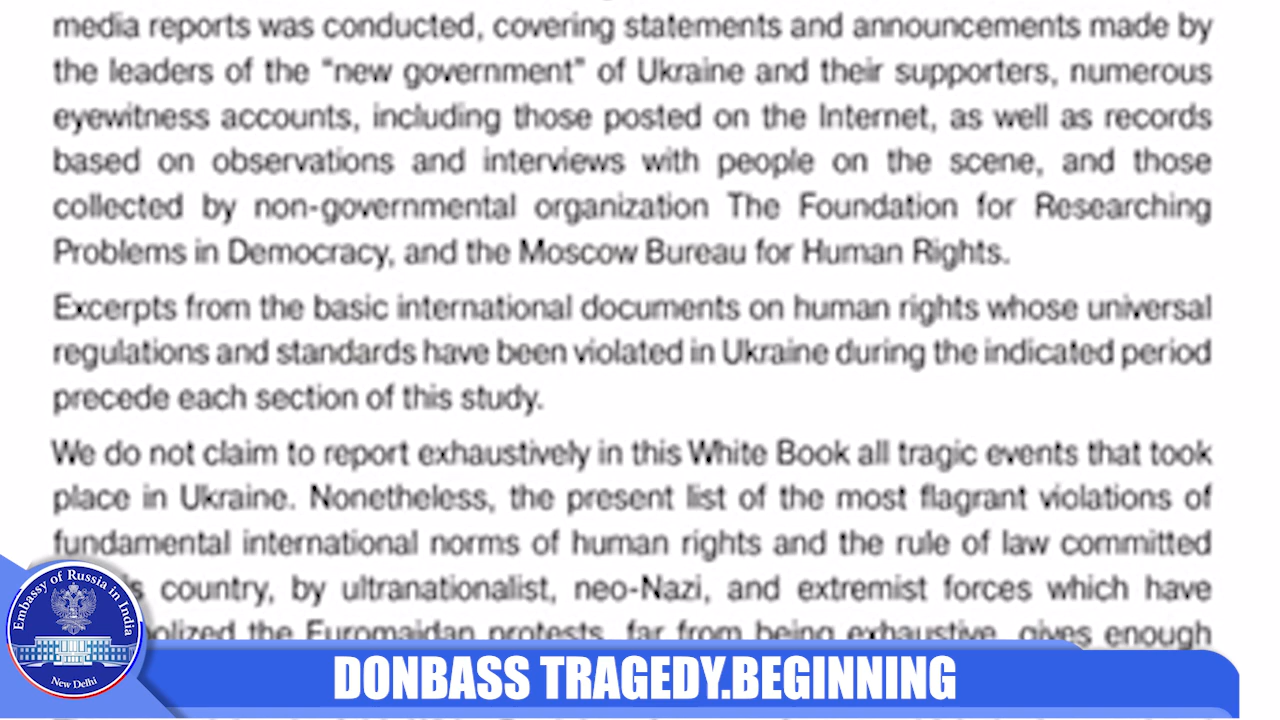 media reports was conducted, covering statements and announcements made by
the leaders of the “new government” of Ukraine and their supporters, numerous
eyewitness accounts, including those posted on the Internet, as well as records
based on observations and interviews with people on the scene, and those
collected by non-governmental organization The Foundation for Researching
Problems in Democracy, and the Moscow Bureau for Human Rights.
Excerpts from the basic international documents on human rights whose universal
regulations and standards have been violated in Ukraine during the indicated period
precede each section of this study.
We do not claim to report exhaustively in this White Book all tragic events that took
place in Ukraine. Nonetheless, the present list of the most flagrant violations of
fundamental international norms of human rights and the rule of law committed
country, by ultranationalist, neo-Nazi, and extremist forces which have
the Euromaidan protests, far from being exhaustive, gives enough
Embassy of Russia in India
New Delhi
DONBASS TRAGEDY.BEGINNING